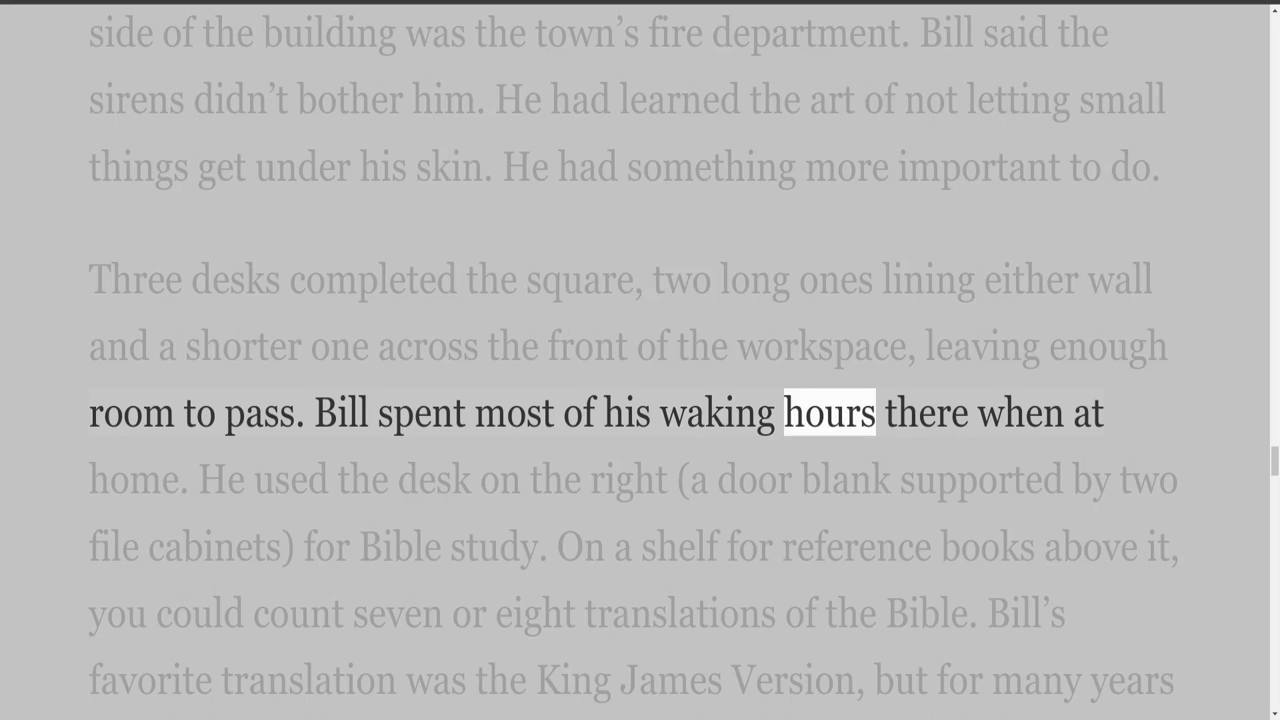 side of the building was the town’s fire department. Bill said the
sirens didn’t bother him. He had learned the art of not letting small
things get under his skin. He had something more important to do.
Three desks completed the square, two long ones lining either wall
and a shorter one across the front of the workspace, leaving enough
room to pass. Bill spent most of his waking hours there when at
home. He used the desk on the right (a door blank supported by two
file cabinets) for Bible study. On a shelf for reference books above it,
you could count seven or eight translations of the Bible. Bill’s
favorite translation was the King James Version, but for many years